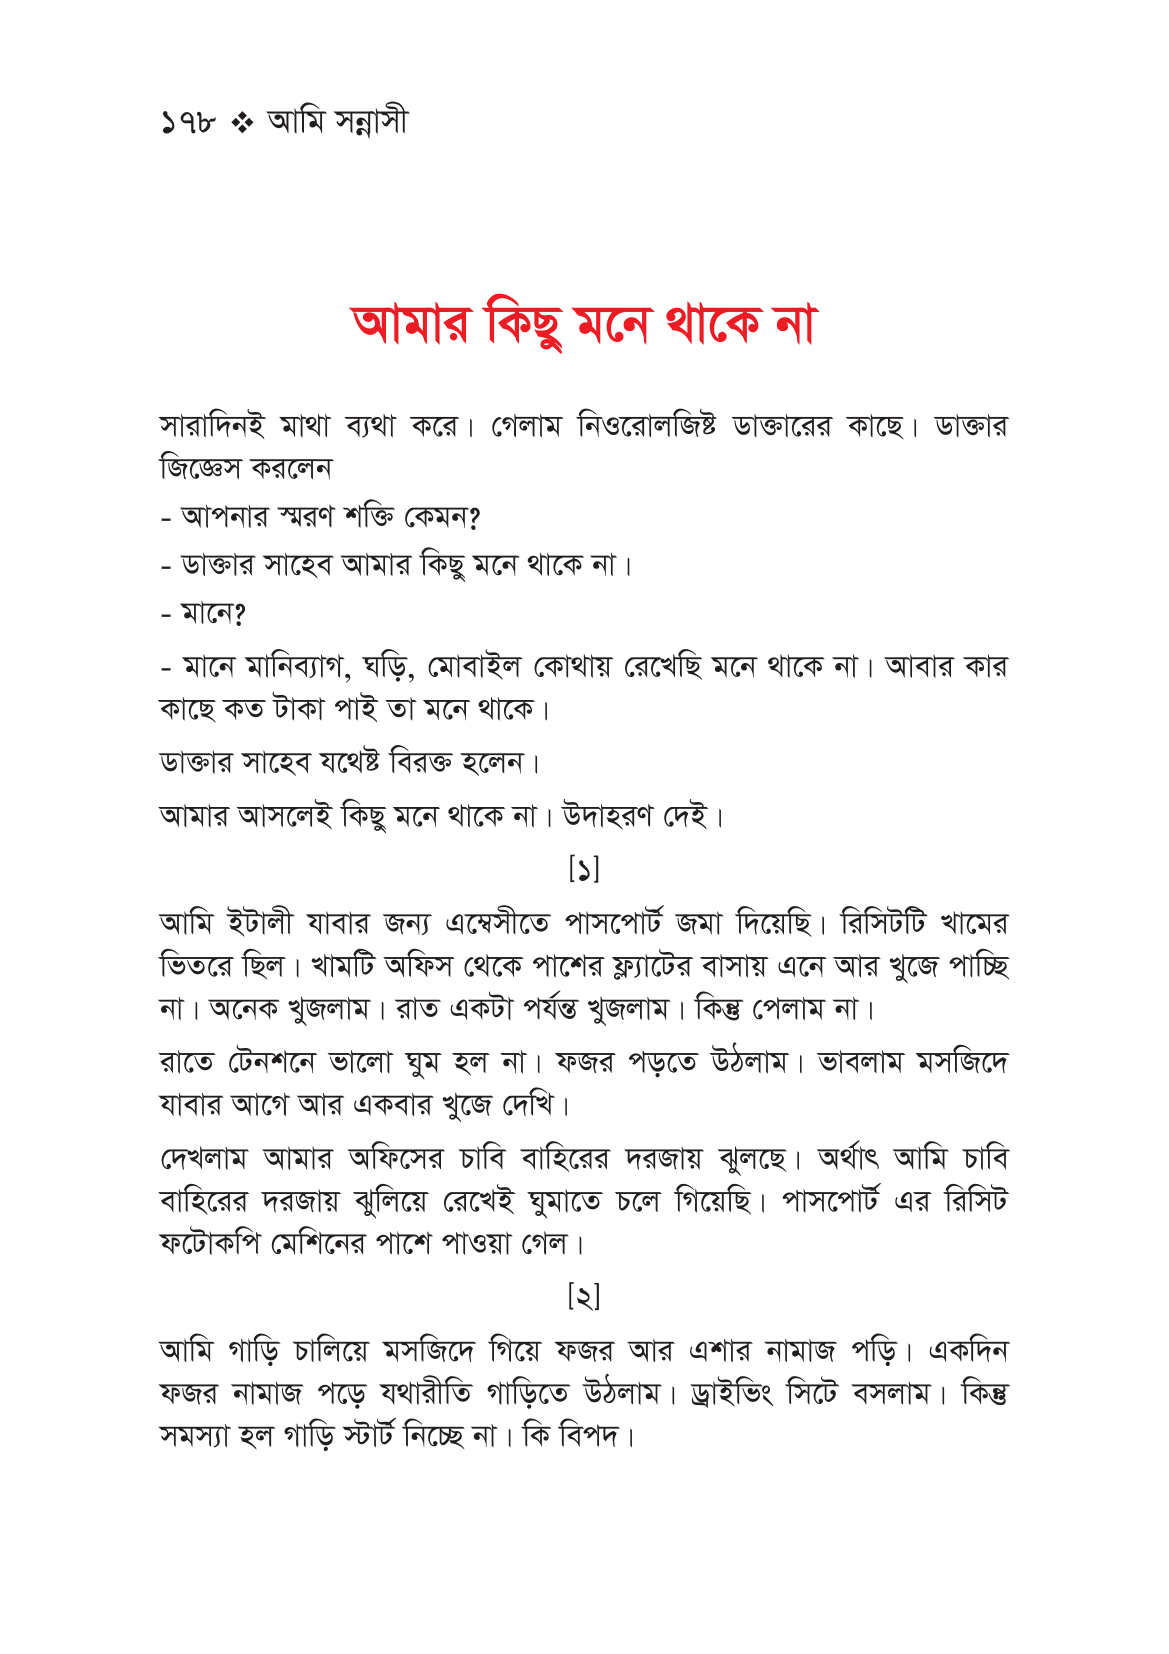 ১৭৮ ❖ আমি সন্নাসী
আমার কিছু মনে থাকে না
সারাদিনই মাথা ব্যথা করে। গেলাম নিওরোলজিষ্ট ডাক্তারের কাছে। ডাক্তার
জিজ্ঞেস করলেন
- আপনার স্মরণ শক্তি কেমন?
- ডাক্তার সাহেব আমার কিছু মনে থাকে না।
- মানে?
- মানে মানিব্যাগ, ঘড়ি, মোবাইল কোথায় রেখেছি মনে থাকে না। আবার কার
কাছে কত টাকা পাই তা মনে থাকে।
ডাক্তার সাহেব যথেষ্ট বিরক্ত হলেন।
আমার আসলেই কিছু মনে থাকে না। উদাহরণ দেই।
[১]
আমি ইটালী যাবার জন্য এম্বেসীতে পাসপোর্ট জমা দিয়েছি। রিসিটটি খামের
ভিতরে ছিল। খামটি অফিস থেকে পাশের ফ্ল্যাটের বাসায় এনে আর খুজে পাচ্ছি
না। অনেক খুজলাম। রাত একটা পর্যন্ত খুজলাম। কিন্তু পেলাম না।
রাতে টেনশনে ভালো ঘুম হল না। ফজর পড়তে উঠলাম। ভাবলাম মসজিদে
যাবার আগে আর একবার খুজে দেখি।
দেখলাম আমার অফিসের চাবি বাহিরের দরজায় ঝুলছে। অর্থাৎ আমি চাবি
বাহিরের দরজায় ঝুলিয়ে রেখেই ঘুমাতে চলে গিয়েছি। পাসপোর্ট এর রিসিট
ফটোকপি মেশিনের পাশে পাওয়া গেল।
[২]
আমি গাড়ি চালিয়ে মসজিদে গিয়ে ফজর আর এশার নামাজ পড়ি। একদিন
ফজর নামাজ পড়ে যথারীতি গাড়িতে উঠলাম। ড্রাইভিং সিটে বসলাম। কিন্তু
সমস্যা হল গাড়ি স্টার্ট নিচ্ছে না। কি বিপদ।